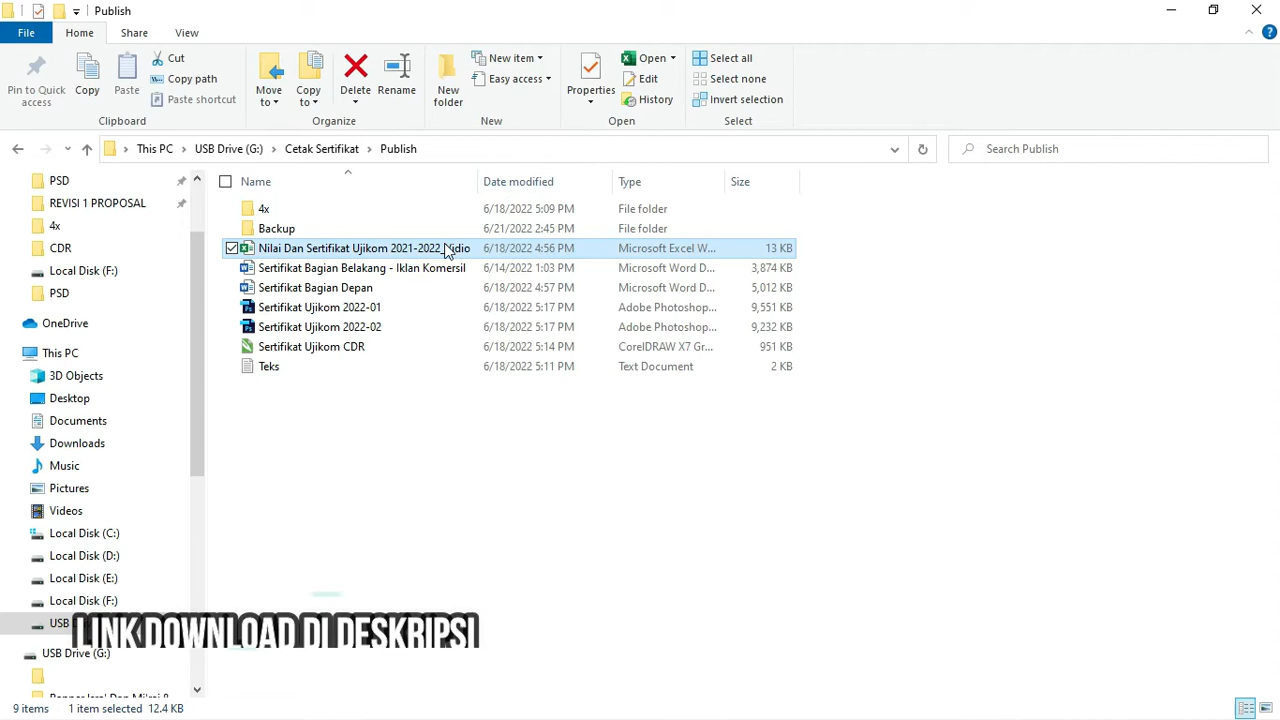 Publish
File Home Share View
Pin to Quick access
Copy
Paste
Cut
Copy path
Paste shortcut
Clipboard
Move to
Copy to
Delete
Rename
Organize
New folder
New item
Easy access
New
Properties
Open
Edit
History
Open
Select all
Select none
Invert selection
Select
This PC > USB Drive (G:) > Cetak Sertifikat > Publish
Search Publish
PSD
REVISI 1 PROPOSAL
4x
CDR
Local Disk (F:)
PSD
OneDrive
This PC
3D Objects
Desktop
Documents
Downloads
Music
Pictures
Videos
Local Disk (C:)
Local Disk (D:)
Local Disk (E:)
Local Disk (F:)
USB Drive (G:)
Name Date modified Type Size
4x 6/18/2022 5:09 PM File folder
Backup 6/21/2022 2:45 PM File folder
Nilai Dan Sertifikat Ujikom 2021-2022 6/18/2022 4:56 PM Microsoft Excel W... 13 KB
Sertifikat Bagian Belakang - Iklan Komersil 6/14/2022 1:03 PM Microsoft Word D... 3,874 KB
Sertifikat Bagian Depan 6/18/2022 4:57 PM Microsoft Word D... 5,012 KB
Sertifikat Ujikom 2022-01 6/18/2022 5:17 PM Adobe Photoshop... 9,551 KB
Sertifikat Ujikom 2022-02 6/18/2022 5:17 PM Adobe Photoshop... 9,232 KB
Sertifikat Ujikom CDR 6/18/2022 5:14 PM CorelDRAW X7 Gr... 951 KB
Teks 6/18/2022 5:11 PM Text Document 2 KB
LINK DOWNLOAD DI DESKRIPSI
9 items 1 item selected 12.4 KB